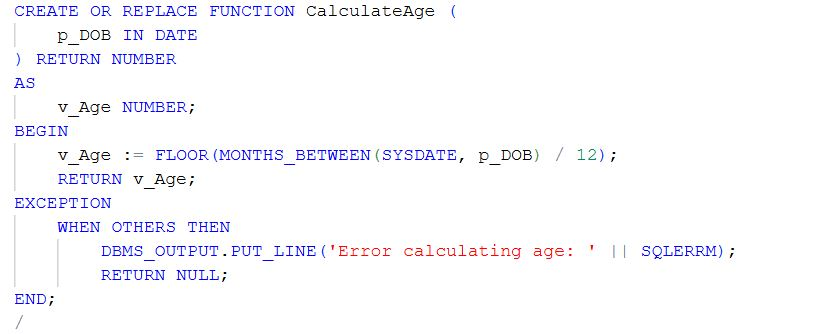 CREATE OR REPLACE FUNCTION CalculateAge (
    p_DOB IN DATE
) RETURN NUMBER
AS
    v_Age NUMBER;
BEGIN
    v_Age := FLOOR(MONTHS_BETWEEN(SYSDATE, p_DOB) / 12);
    RETURN v_Age;
EXCEPTION
    WHEN OTHERS THEN
        DBMS_OUTPUT.PUT_LINE('Error calculating age: ' || SQLERRM);
        RETURN NULL;
END;
/